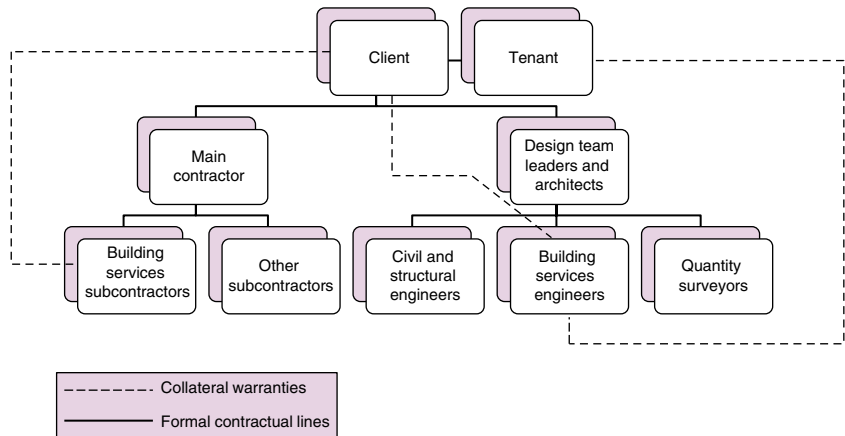 Client
Tenant
Main
contractor
Design team
leaders and
architects
Building
services
subcontractors
Other
subcontractors
Civil and
structural
engineers
Building
services
engineers
Quantity
surveyors
Collateral warranties
Formal contractual lines